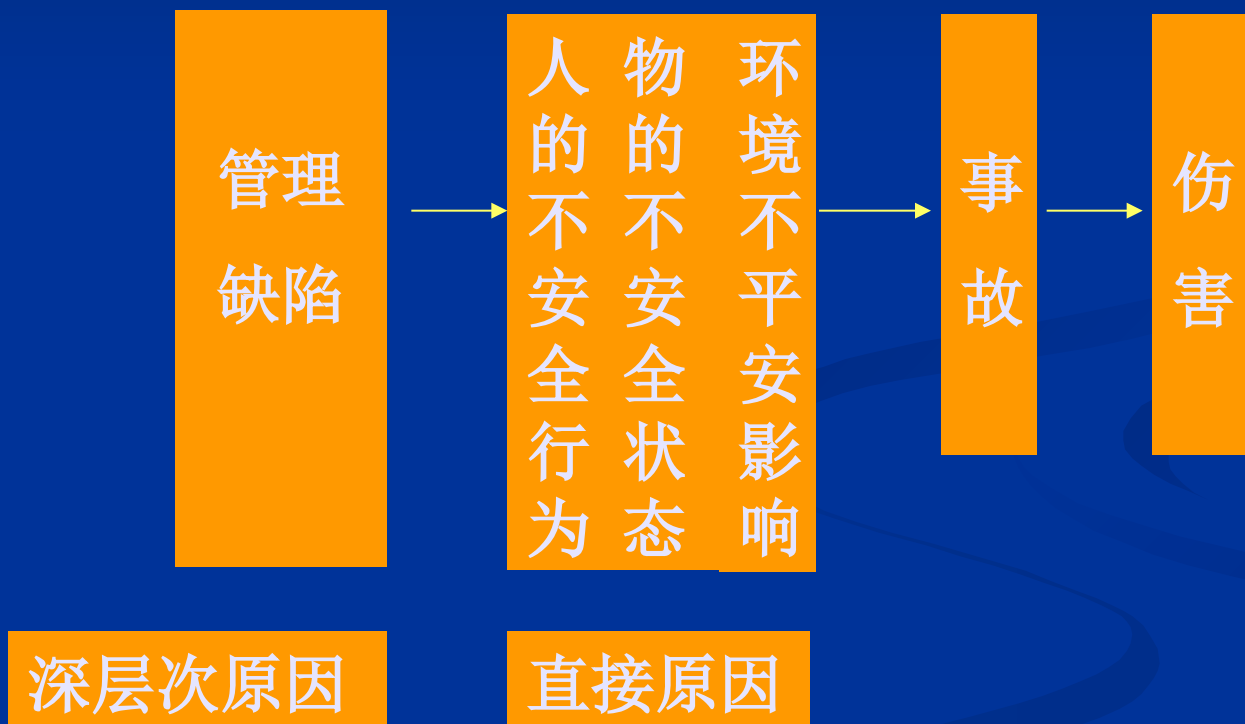 管理
缺陷
人的不安全行为
物的不安全状态
环境不平安影响
事故
伤害
深层次原因
直接原因